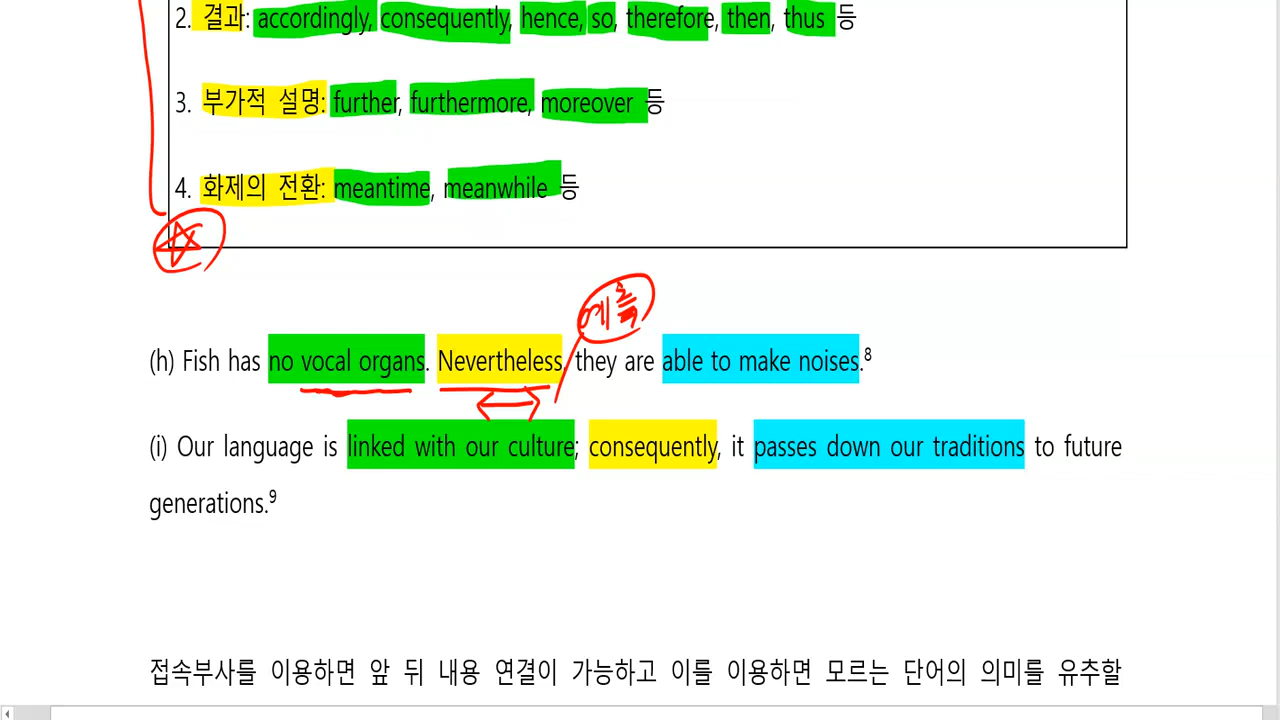 2. 결과: accordingly, consequently, hence, so, therefore, then, thus 등
3. 부가적 설명: further, furthermore, moreover 등
4. 화제의 전환: meantime, meanwhile 등
예측
(h) Fish has no vocal organs. Nevertheless, they are able to make noises.8
(i) Our language is linked with our culture; consequently, it passes down our traditions to future
generations.9
접속부사를 이용하면 앞 뒤 내용 연결이 가능하고 이를 이용하면 모르는 단어의 의미를 유추할